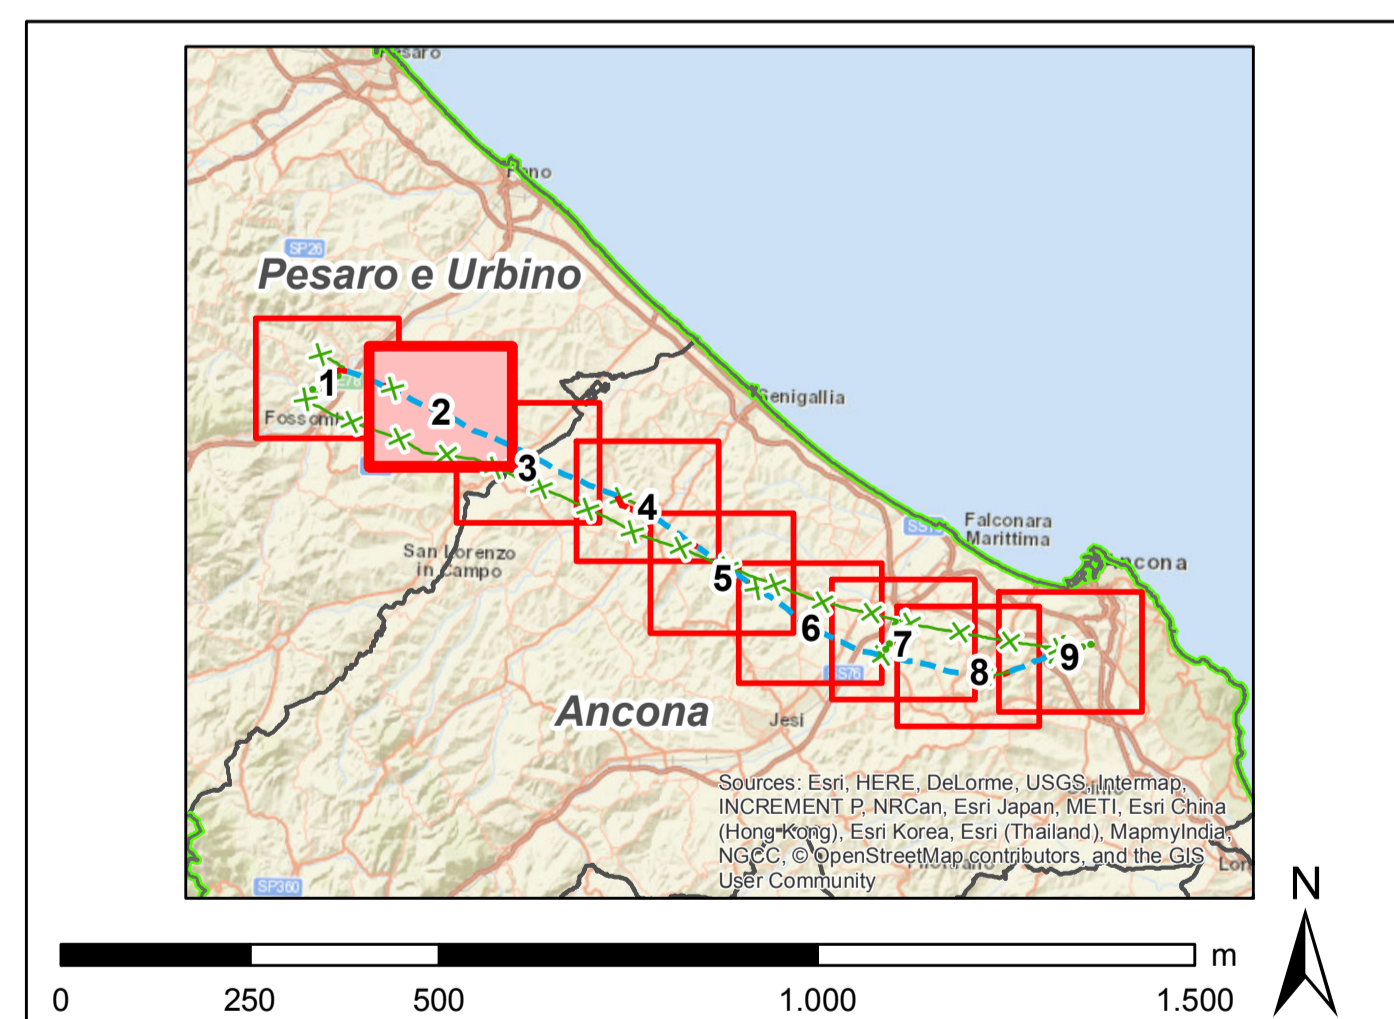 Pesaro
Fano
SP26
Pesaro e Urbino
1
2
Senigallia
3
4
Falconara
Marittima
San Lorenzo
in Campo
5
Ancona
6
7
SS76
8
9
Ancona
Jesi
Sources: Esri, HERE, DeLorme, USGS, Intermap,
INCREMENT P, NRCan, Esri Japan, METI, Esri China
(Hong Kong), Esri Korea, Esri (Thailand), MapmyIndia,
NGCC, © OpenStreetMap contributors, and the GIS
User Community
SP360
N
m
0 250 500 1.000 1.500